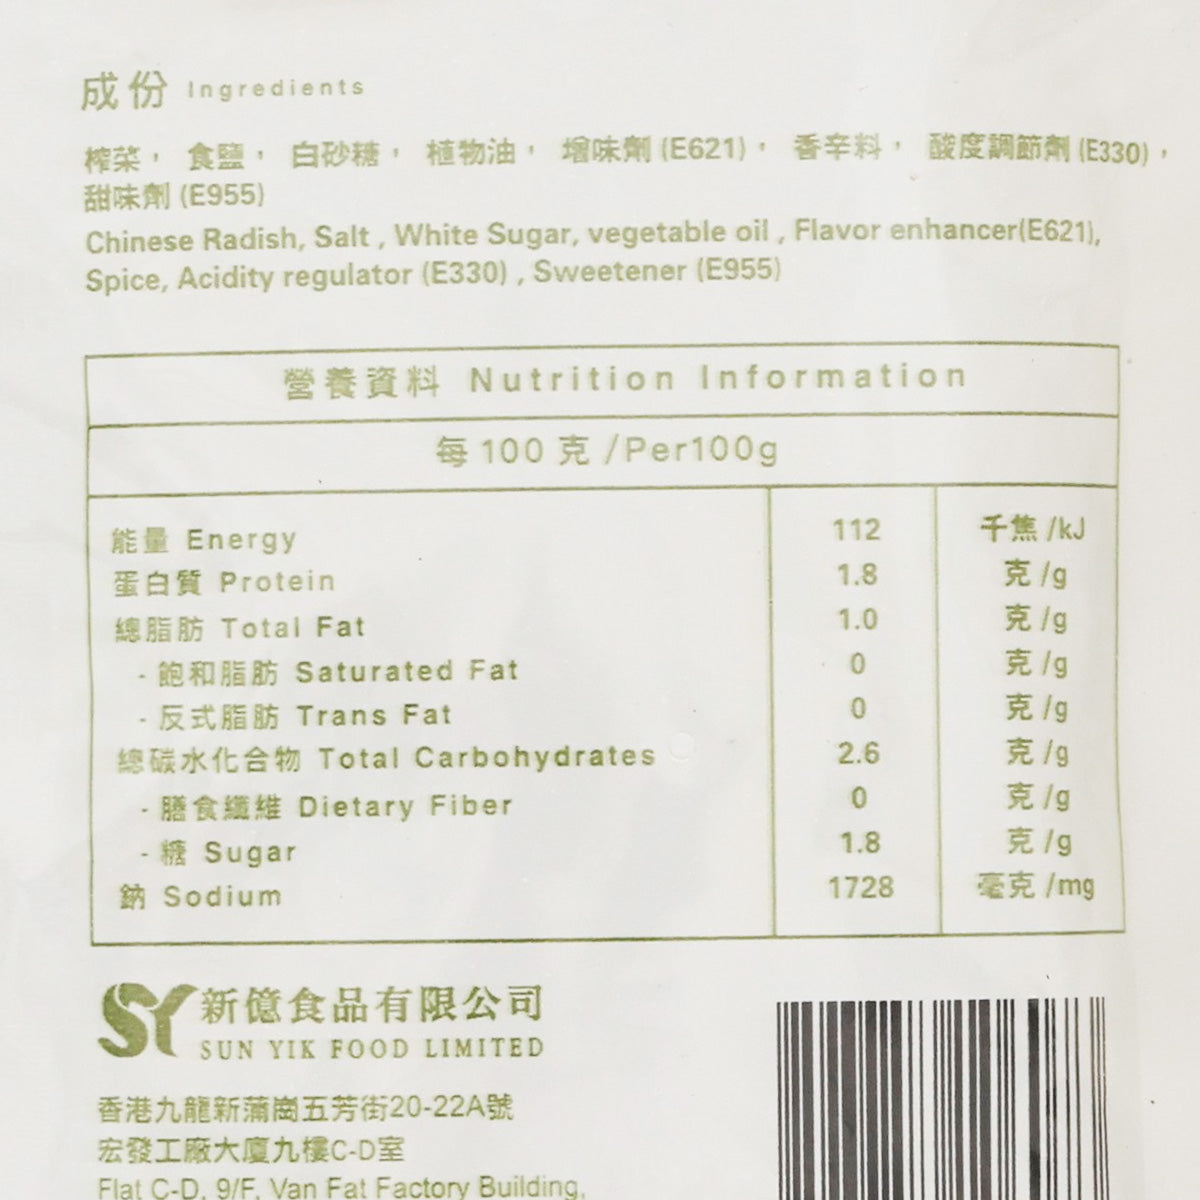 成份 Ingredients
榨菜， 食鹽， 白砂糖， 植物油， 增味劑 (E621)， 香辛料， 酸度調節劑 (E330)，
甜味劑 (E955)
Chinese Radish, Salt , White Sugar, vegetable oil , Flavor enhancer(E621),
Spice, Acidity regulator (E330) , Sweetener (E955)
營養資料 Nutrition Information
每 100 克 /Per100g
能量 Energy 112 千焦 /kJ
蛋白質 Protein 1.8 克 /g
總脂肪 Total Fat 1.0 克 /g
- 飽和脂肪 Saturated Fat 0 克 /g
- 反式脂肪 Trans Fat 0 克 /g
總碳水化合物 Total Carbohydrates 2.6 克 /g
- 膳食纖維 Dietary Fiber 0 克 /g
- 糖 Sugar 1.8 克 /g
鈉 Sodium 1728 毫克 /mg
SY 新億食品有限公司
SUN YIK FOOD LIMITED
香港九龍新蒲崗五芳街20-22A號
宏發工廠大廈九樓C-D室
Flat C-D, 9/F, Van Fat Factory Building,